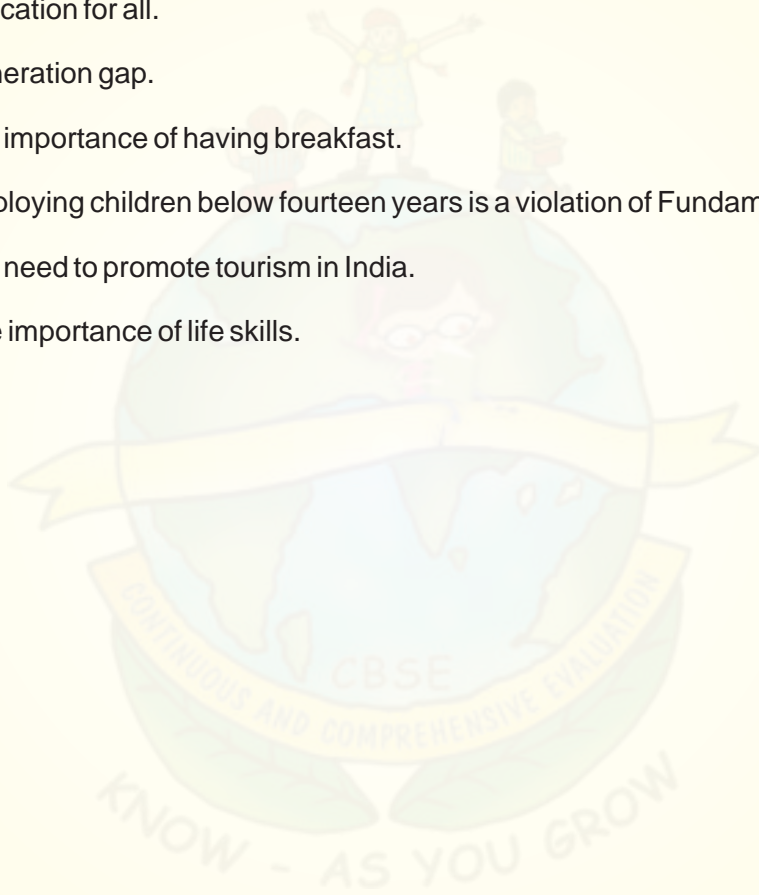 cation for all.
eration gap.
importance of having breakfast.
ploying children below fourteen years is a violation of Fundam
need to promote tourism in India.
e importance of life skills.
CBSE
CONTINUOUS AND COMPREHENSIVE EVALUATION
KNOW - AS YOU GROW